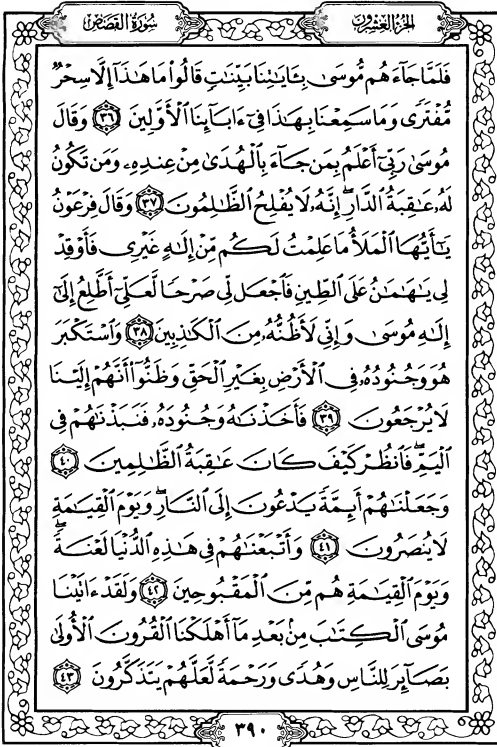 الجزء العشرون
سورة القصص
فَلَمَّا جَآءَهُم مُّوسَىٰ بِـَٔايَٰتِنَا بَيِّنَٰتٍ قَالُوا۟ مَا هَٰذَآ إِلَّا سِحْرٌ
مُّفْتَرًى وَمَا سَمِعْنَا بِهَٰذَا فِىٓ ءَابَآئِنَا ٱلْأَوَّلِينَ ٣٦ وَقَالَ
مُوسَىٰ رَبِّىٓ أَعْلَمُ بِمَن جَآءَ بِٱلْهُدَىٰ مِنْ عِندِهِۦ وَمَن تَكُونُ
لَهُۥ عَٰقِبَةُ ٱلدَّارِۖ إِنَّهُۥ لَا يُفْلِحُ ٱلظَّٰلِمُونَ ٣٧ وَقَالَ فِرْعَوْنُ
يَٰٓأَيُّهَا ٱلْمَلَأُ مَا عَلِمْتُ لَكُم مِّنْ إِلَٰهٍ غَيْرِى فَأَوْقِدْ
لِى يَٰهَٰمَٰنُ عَلَى ٱلطِّينِ فَٱجْعَل لِّى صَرْحًا لَّعَلِّىٓ أَطَّلِعُ إِلَىٰٓ
إِلَٰهِ مُوسَىٰ وَإِنِّى لَأَظُنُّهُۥ مِنَ ٱلْكَٰذِبِينَ ٣٨ وَٱسْتَكْبَرَ
هُوَ وَجُنُودُهُۥ فِى ٱلْأَرْضِ بِغَيْرِ ٱلْحَقِّ وَظَنُّوٓا۟ أَنَّهُمْ إِلَيْنَا
لَا يُرْجَعُونَ ٣٩ فَأَخَذْنَٰهُ وَجُنُودَهُۥ فَنَبَذْنَٰهُمْ فِى
ٱلْيَمِّۖ فَٱنظُرْ كَيْفَ كَانَ عَٰقِبَةُ ٱلظَّٰلِمِينَ ٤٠
وَجَعَلْنَٰهُمْ أَئِمَّةً يَدْعُونَ إِلَى ٱلنَّارِۖ وَيَوْمَ ٱلْقِيَٰمَةِ
لَا يُنصَرُونَ ٤١ وَأَتْبَعْنَٰهُمْ فِى هَٰذِهِ ٱلدُّنْيَا لَعْنَةًۖ
وَيَوْمَ ٱلْقِيَٰمَةِ هُم مِّنَ ٱلْمَقْبُوحِينَ ٤٢ وَلَقَدْ ءَاتَيْنَا
مُوسَى ٱلْكِتَٰبَ مِنۢ بَعْدِ مَآ أَهْلَكْنَا ٱلْقُرُونَ ٱلْأُولَىٰ
بَصَآئِرَ لِلنَّاسِ وَهُدًى وَرَحْمَةً لَّعَلَّهُمْ يَتَذَكَّرُونَ ٤٣
٣٩٠